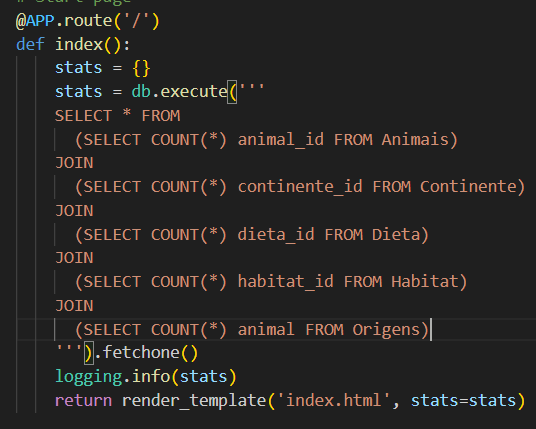 # Start page
@APP.route('/')
def index():
    stats = {}
    stats = db.execute('''
    SELECT * FROM
      (SELECT COUNT(*) animal_id FROM Animais)
    JOIN
      (SELECT COUNT(*) continente_id FROM Continente)
    JOIN
      (SELECT COUNT(*) dieta_id FROM Dieta)
    JOIN
      (SELECT COUNT(*) habitat_id FROM Habitat)
    JOIN
      (SELECT COUNT(*) animal FROM Origens)
    ''').fetchone()
    logging.info(stats)
    return render_template('index.html', stats=stats)